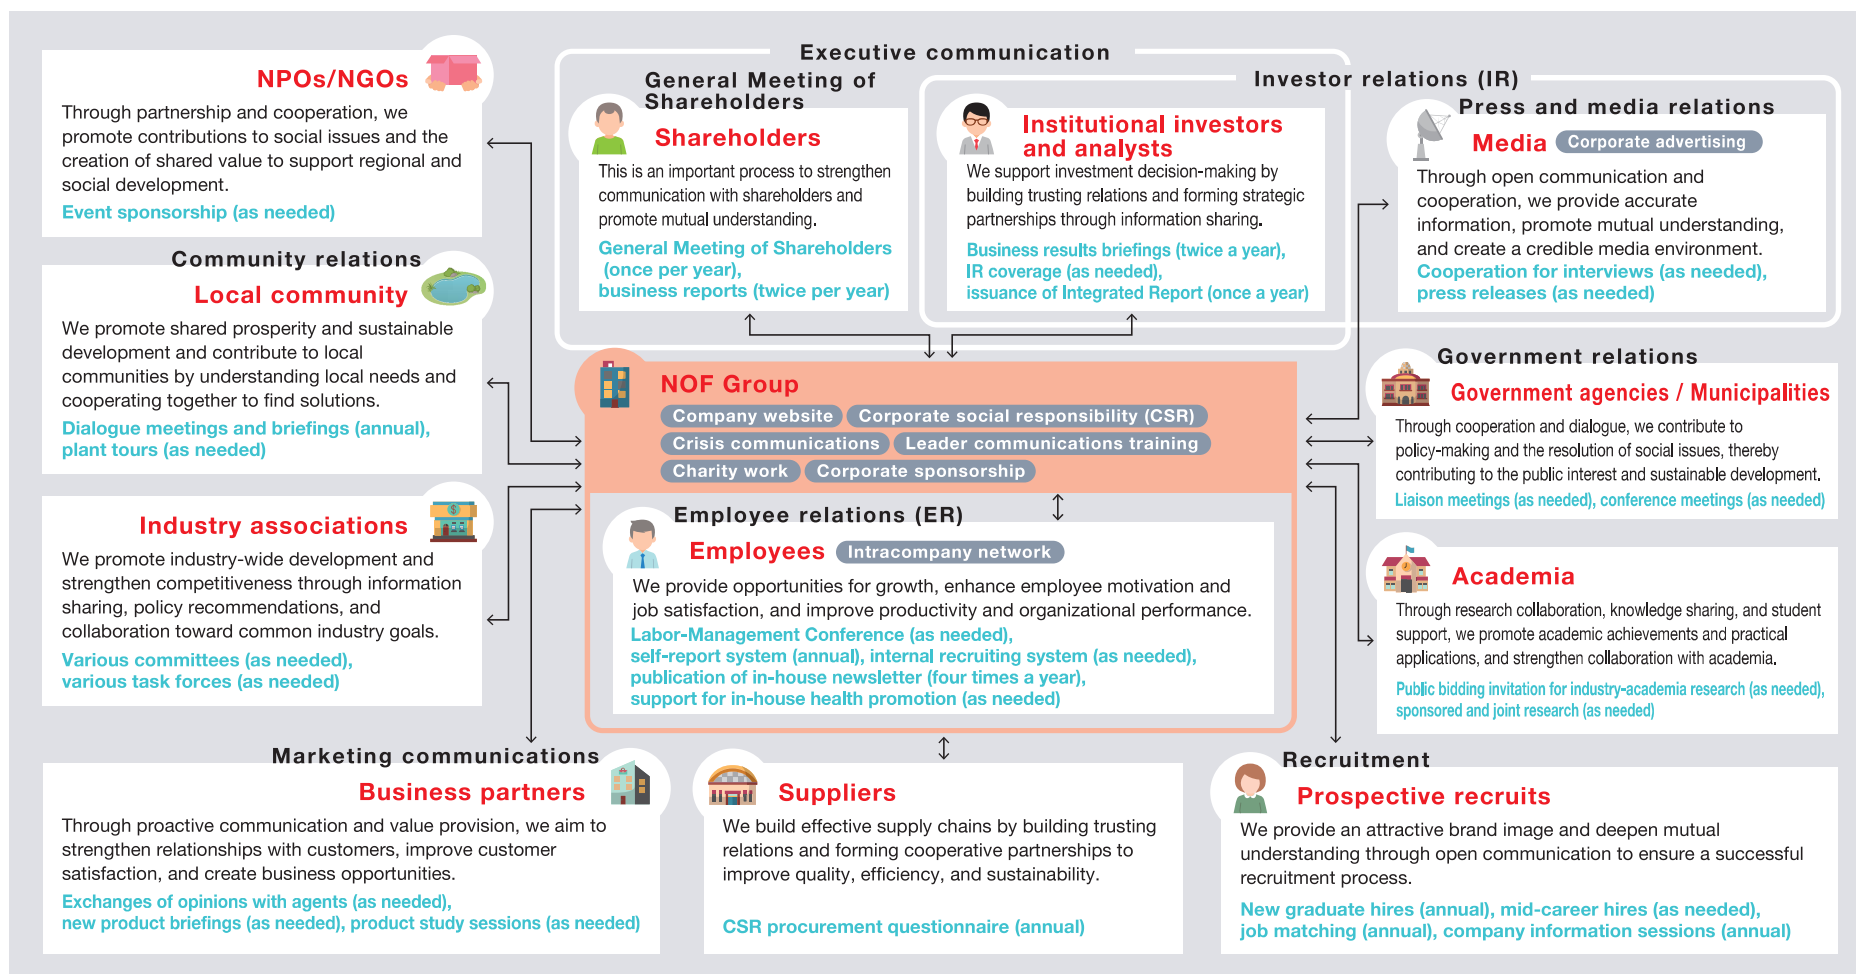 NPOs/NGOs
Through partnership and cooperation, we
promote contributions to social issues and the
creation of shared value to support regional and
social development.
Event sponsorship (as needed)
Community relations
Local community
We promote shared prosperity and sustainable
development and contribute to local
communities by understanding local needs and
cooperating together to find solutions.
Dialogue meetings and briefings (annual),
plant tours (as needed)
Industry associations
We promote industry-wide development and
strengthen competitiveness through information
sharing, policy recommendations, and
collaboration toward common industry goals.
Various committees (as needed),
various task forces (as needed)
Executive communication
General Meeting of
Shareholders
Shareholders
This is an important process to strengthen
communication with shareholders and
promote mutual understanding.
General Meeting of Shareholders
(once per year),
business reports (twice per year)
Investor relations (IR)
Institutional investors
and analysts
We support investment decision-making by
building trusting relations and forming strategic
partnerships through information sharing.
Business results briefings (twice a year),
IR coverage (as needed),
issuance of Integrated Report (once a year)
Press and media relations
Media Corporate advertising
Through open communication and
cooperation, we provide accurate
information, promote mutual understanding,
and create a credible media environment.
Cooperation for interviews (as needed),
press releases (as needed)
NOF Group
Company website Corporate social responsibility (CSR)
Crisis communications Leader communications training
Charity work Corporate sponsorship
Employee relations (ER)
Employees Intracompany network
We provide opportunities for growth, enhance employee motivation and
job satisfaction, and improve productivity and organizational performance.
Labor-Management Conference (as needed),
self-report system (annual), internal recruiting system (as needed),
publication of in-house newsletter (four times a year),
support for in-house health promotion (as needed)
Government relations
Government agencies / Municipalities
Through cooperation and dialogue, we contribute to
policy-making and the resolution of social issues, thereby
contributing to the public interest and sustainable development.
Liaison meetings (as needed), conference meetings (as needed)
Academia
Through research collaboration, knowledge sharing, and student
support, we promote academic achievements and practical
applications, and strengthen collaboration with academia.
Public bidding invitation for industry-academia research (as needed),
sponsored and joint research (as needed)
Marketing communications
Business partners
Through proactive communication and value provision, we aim to
strengthen relationships with customers, improve customer
satisfaction, and create business opportunities.
Exchanges of opinions with agents (as needed),
new product briefings (as needed), product study sessions (as needed)
Suppliers
We build effective supply chains by building trusting
relations and forming cooperative partnerships to
improve quality, efficiency, and sustainability.
CSR procurement questionnaire (annual)
Recruitment
Prospective recruits
We provide an attractive brand image and deepen mutual
understanding through open communication to ensure a successful
recruitment process.
New graduate hires (annual), mid-career hires (as needed),
job matching (annual), company information sessions (annual)